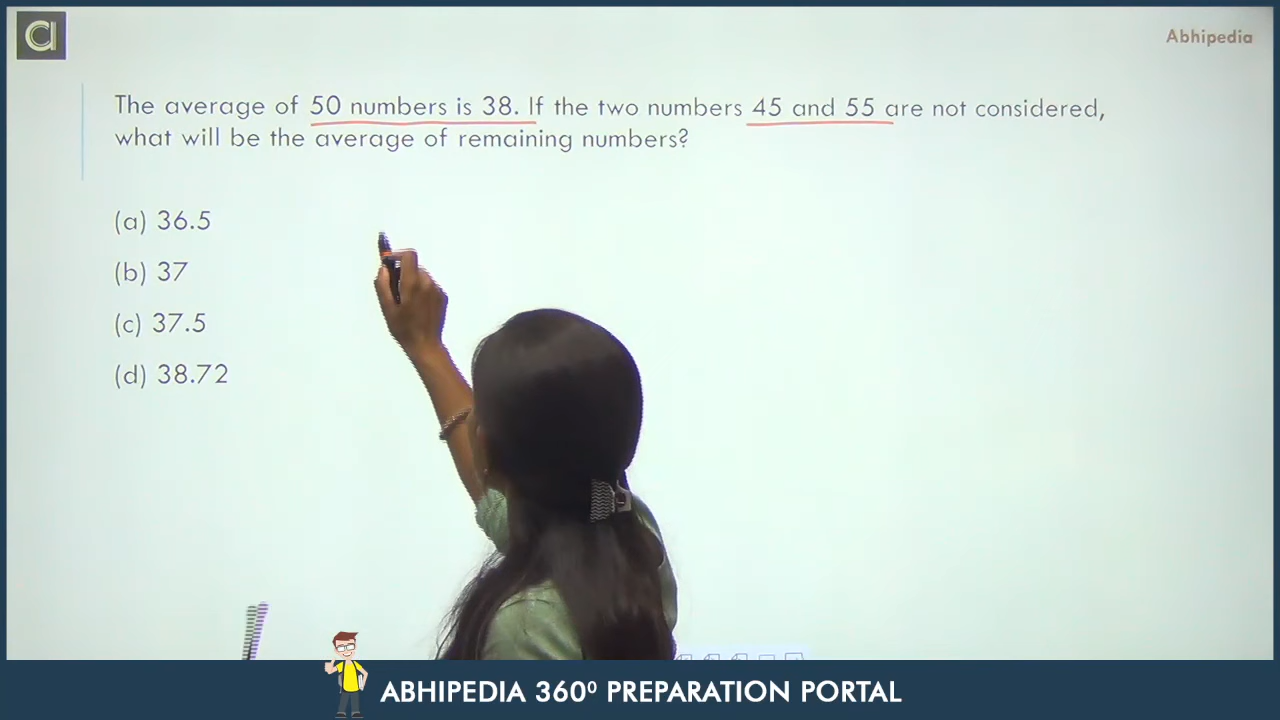 Abhipedia
The average of 50 numbers is 38. If the two numbers 45 and 55 are not considered,
what will be the average of remaining numbers?
(a) 36.5
(b) 37
(c) 37.5
(d) 38.72
ABHIPEDIA 360⁰ PREPARATION PORTAL